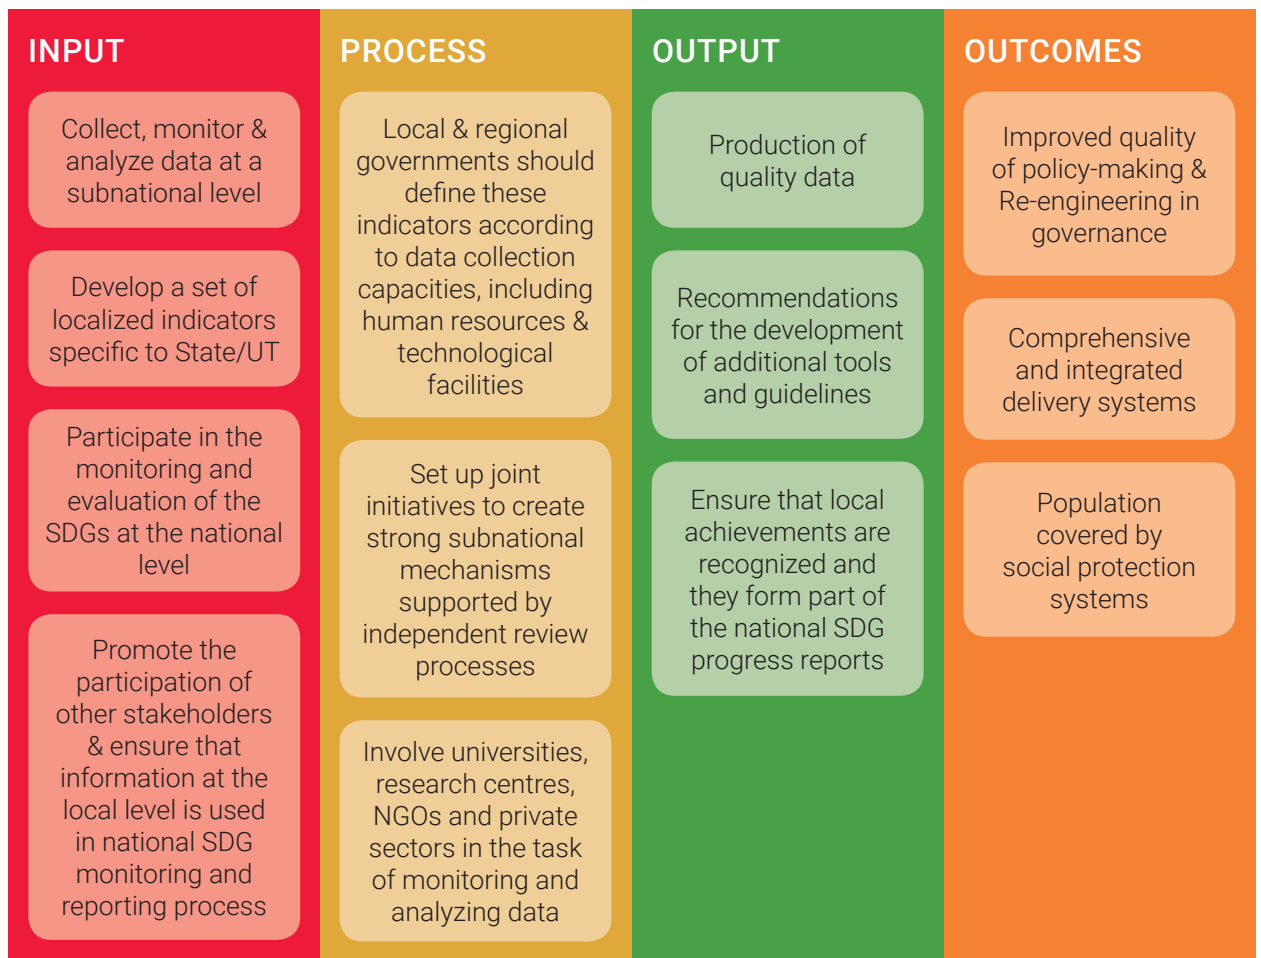 INPUT
Collect, monitor &
analyze data at a
subnational level
Develop a set of
localized indicators
specific to State/UT
Participate in the
monitoring and
evaluation of the
SDGs at the national
level
Promote the
participation of
other stakeholders
& ensure that
information at the
local level is used
in national SDG
monitoring and
reporting process
PROCESS
Local & regional
governments should
define these
indicators according
to data collection
capacities, including
human resources &
technological
facilities
Set up joint
initiatives to create
strong subnational
mechanisms
supported by
independent review
processes
Involve universities,
research centres,
NGOs and private
sectors in the task
of monitoring and
analyzing data
OUTPUT
Production of
quality data
Recommendations
for the development
of additional tools
and guidelines
Ensure that local
achievements are
recognized and
they form part of
the national SDG
progress reports
OUTCOMES
Improved quality
of policy-making &
Re-engineering in
governance
Comprehensive
and integrated
delivery systems
Population
covered by
social protection
systems